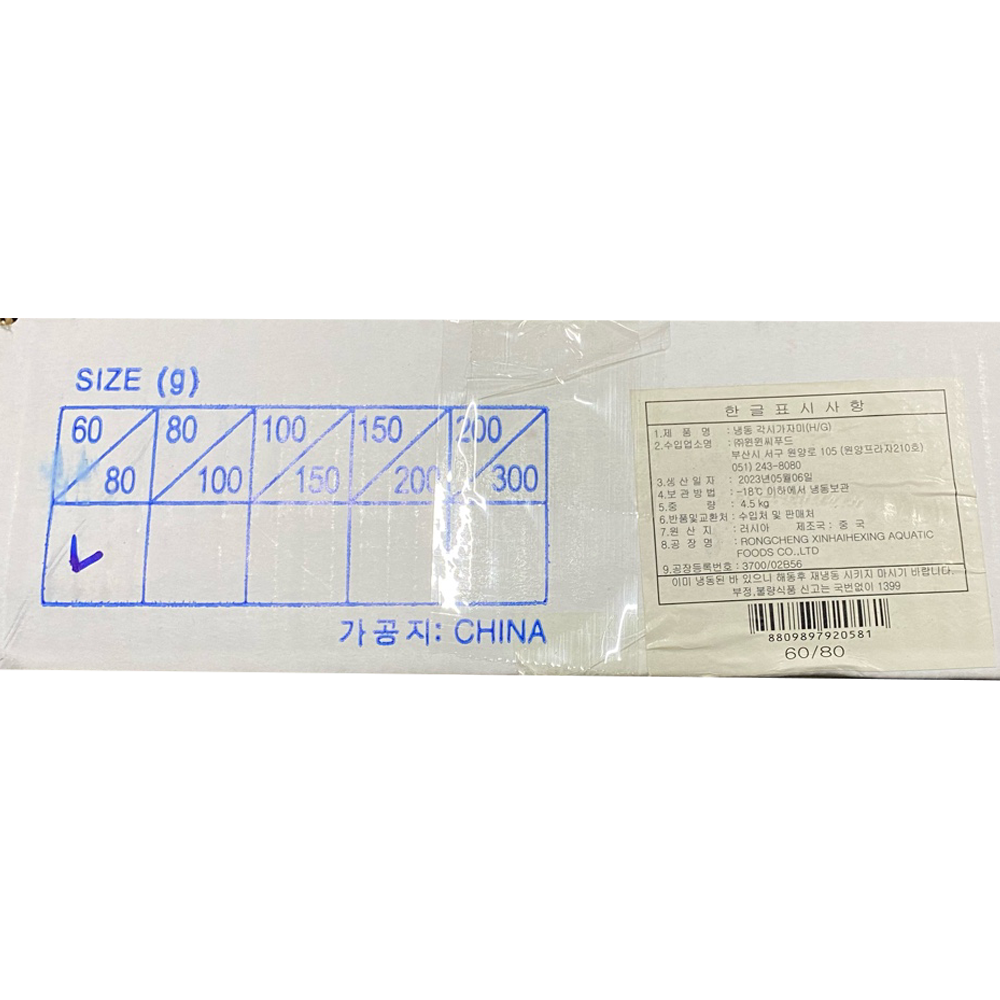 SIZE (g)
60 80 100 150 200
80 100 150 200 300
가공지: CHINA
한글표시사항
1.제 품 명 : 냉동 각시가자미(H/G)
2.수입업소명 : ㈜윈윈씨푸드
부산시 서구 원양로 105 (원양프라자210호)
051) 243-8080
3.생 산 일 자 : 2023년05월06일
4.보 관 방 법 : -18℃ 이하에서 냉동보관
5.중 량 : 4.5 kg
6.반품및교환처 : 수입처 및 판매처
7.원 산 지 : 러시아 제조국 : 중 국
8.공 장 명 : RONGCHENG XINHAIHEXING AQUATIC
FOODS CO.,LTD
9.공장등록번호 : 3700/02B56
이미 냉동된 바 있으니 해동후 재냉동 시키지 마시기 바랍니다.
부정,불량식품 신고는 국번없이 1399
8809897920581
60/80